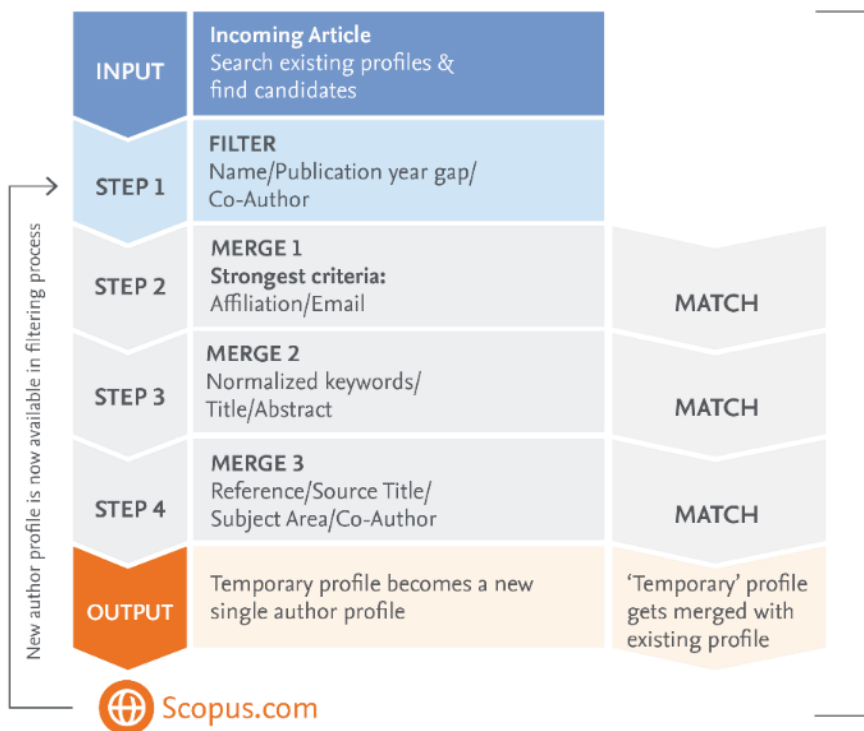 INPUT
Incoming Article
Search existing profiles &
find candidates
STEP 1
FILTER
Name/Publication year gap/
Co-Author
STEP 2
MERGE 1
Strongest criteria:
Affiliation/Email
MATCH
STEP 3
MERGE 2
Normalized keywords/
Title/Abstract
MATCH
STEP 4
MERGE 3
Reference/Source Title/
Subject Area/Co-Author
MATCH
OUTPUT
Temporary profile becomes a new
single author profile
‘Temporary’ profile
gets merged with
existing profile
New author profile is now available in filtering process
Scopus.com